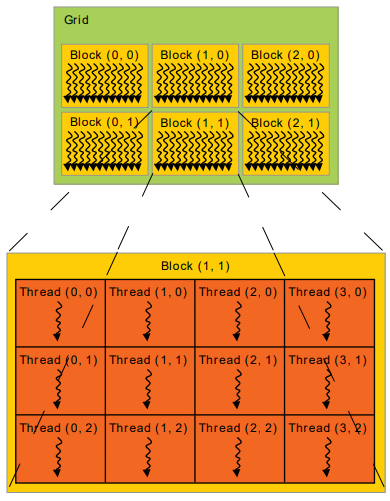 Grid
Block (0, 0) Block (1, 0) Block (2, 0)
Block (0, 1) Block (1, 1) Block (2, 1)
Block (1, 1)
Thread (0, 0) Thread (1, 0) Thread (2, 0) Thread (3, 0)
Thread (0, 1) Thread (1, 1) Thread (2, 1) Thread (3, 1)
Thread (0, 2) Thread (1, 2) Thread (2, 2) Thread (3, 2)